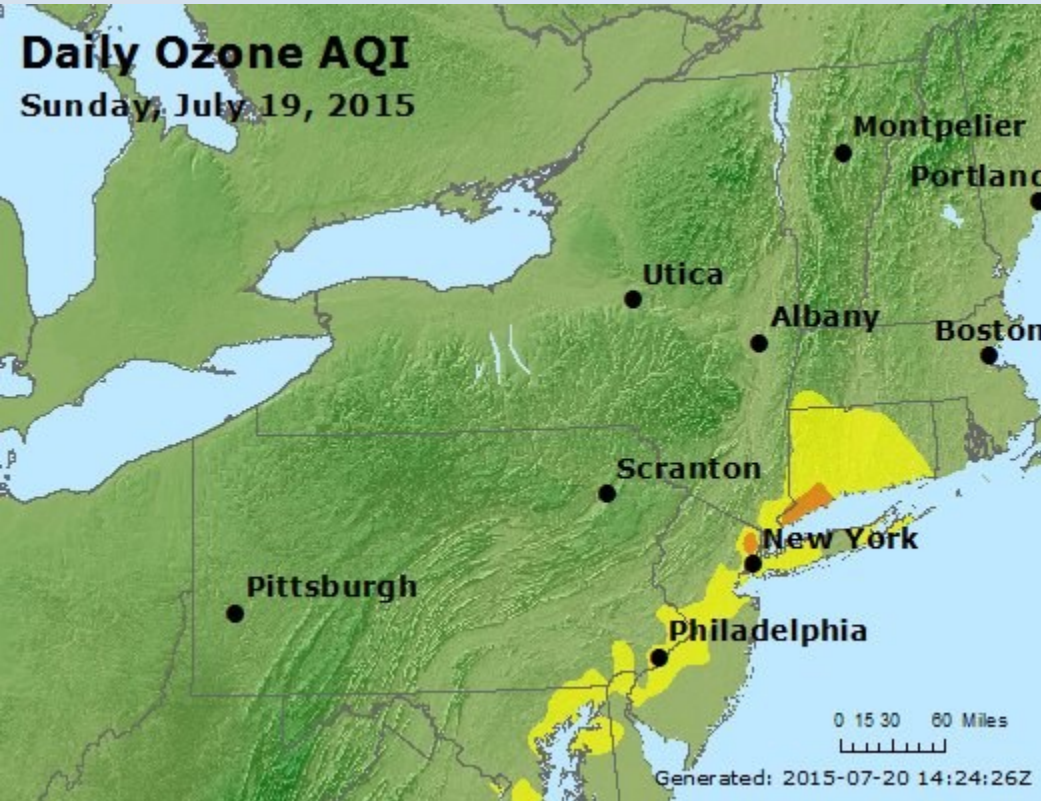 Daily Ozone AQI
Sunday, July 19, 2015
Montpelier
Portland
Utica
Albany
Boston
Scranton
New York
Pittsburgh
Philadelphia
0 15 30 60 Miles
Generated: 2015-07-20 14:24:26Z